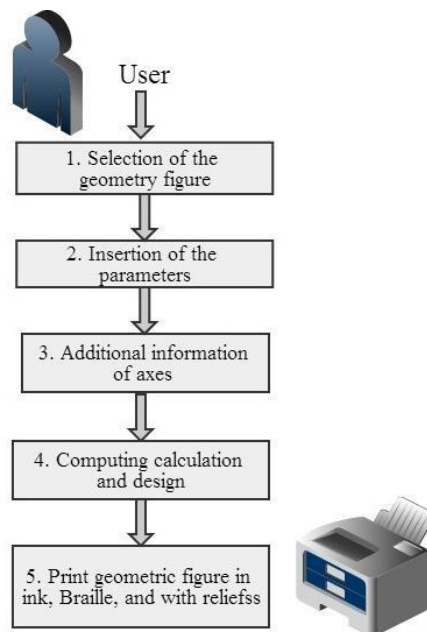 User
1. Selection of the
geometry figure
2. Insertion of the
parameters
3. Additional information
of axes
4. Computing calculation
and design
5. Print geometric figure in
ink, Braille, and with reliefss